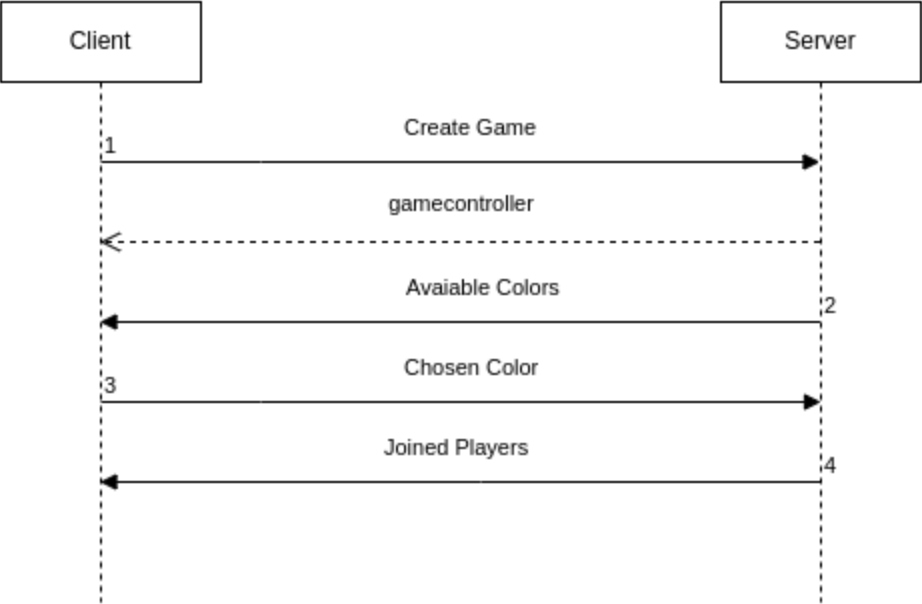 Client
Server
Create Game
1
gamecontroller
Avaiable Colors
2
Chosen Color
3
Joined Players
4